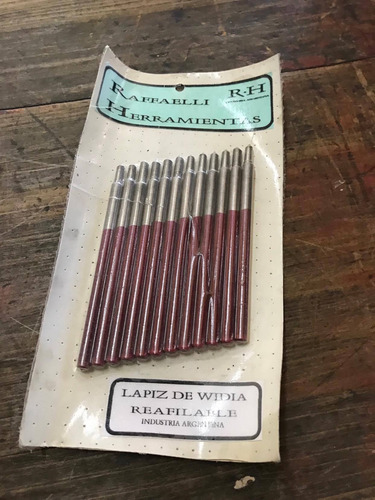 RAFFAELLI R·H
HERRAMIENTAS
LAPIZ DE WIDIA
REAFILABLE
INDUSTRIA ARGENTINA